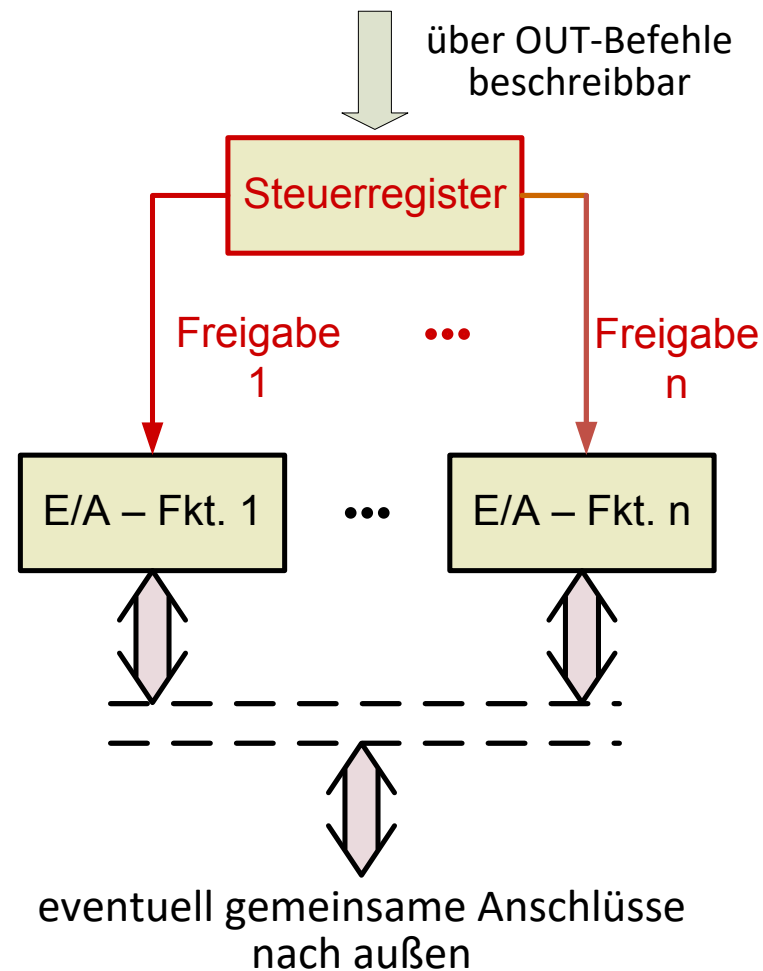 über OUT-Befehle
beschreibbar
Steuerregister
Freigabe
1
•••
Freigabe
n
E/A – Fkt. 1
•••
E/A – Fkt. n
eventuell gemeinsame Anschlüsse
nach außen